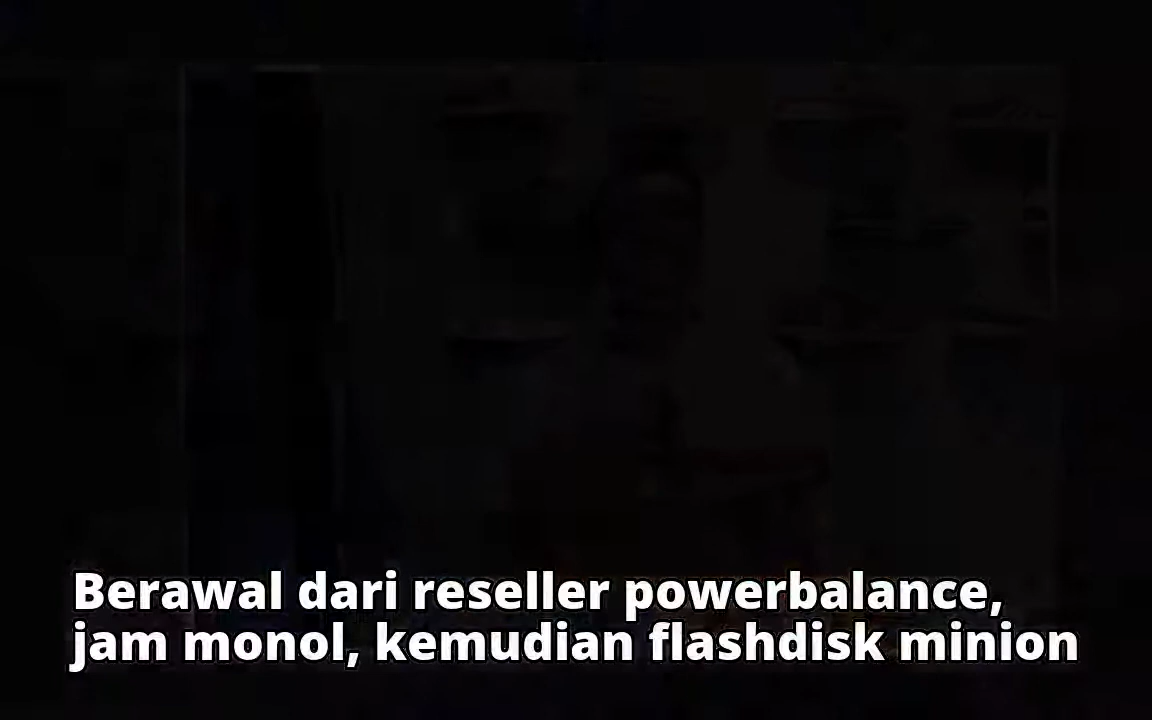 Berawal dari reseller powerbalance,
jam monol, kemudian flashdisk minion